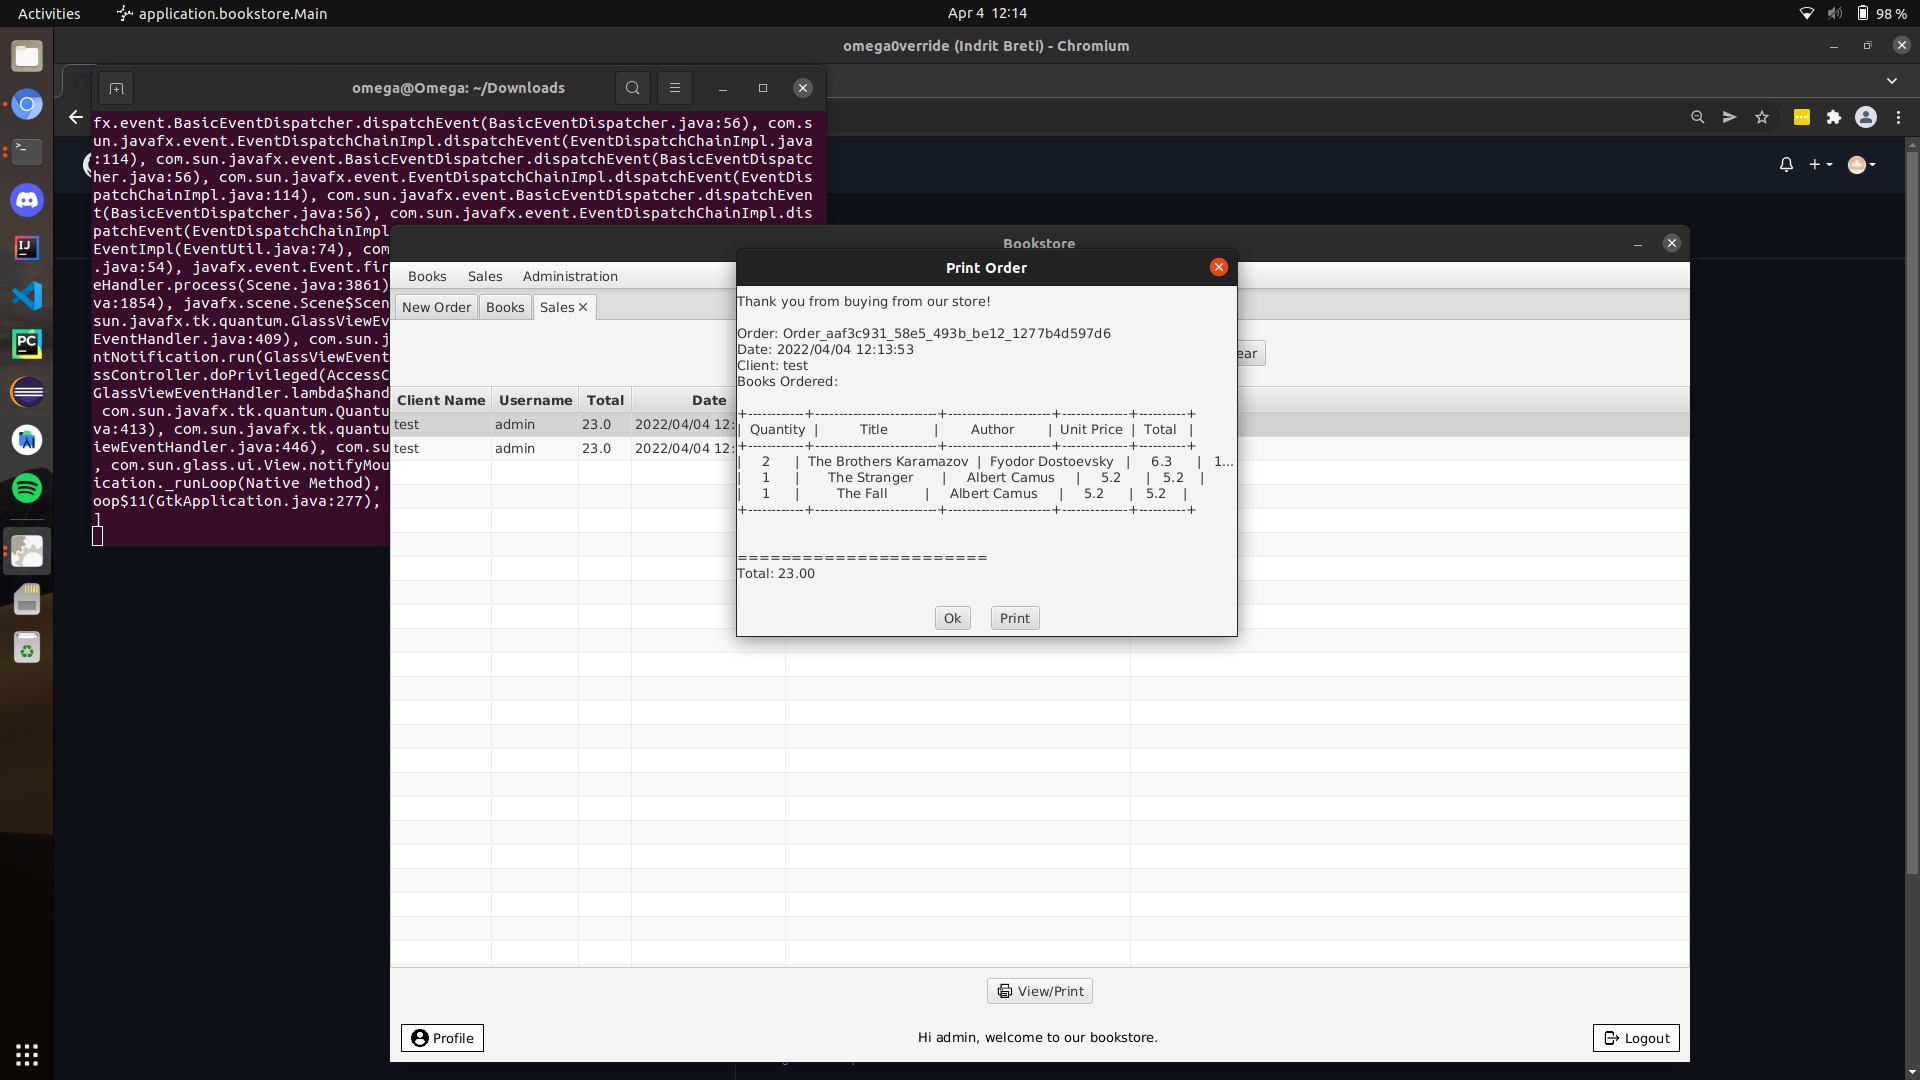 Activities
application.bookstore.Main
Apr 4 12:14
98 %
omega0verride (Indrit Breti) - Chromium
omega@Omega: ~/Downloads
fx.event.BasicEventDispatcher.dispatchEvent(BasicEventDispatcher.java:56), com.s
un.javafx.event.EventDispatchChainImpl.dispatchEvent(EventDispatchChainImpl.java
:114), com.sun.javafx.event.BasicEventDispatcher.dispatchEvent(BasicEventDispatc
her.java:56), com.sun.javafx.event.EventDispatchChainImpl.dispatchEvent(EventDis
patchChainImpl.java:114), com.sun.javafx.event.BasicEventDispatcher.dispatchEven
t(BasicEventDispatcher.java:56), com.sun.javafx.event.EventDispatchChainImpl.dis
patchEvent(EventDispatchChainImpl
EventImpl(EventUtil.java:74), com
.java:54), javafx.event.Event.fir
eHandler.process(Scene.java:3861)
va:1854), javafx.scene.Scene$Scen
sun.javafx.tk.quantum.GlassViewEv
EventHandler.java:409), com.sun.j
ntNotification.run(GlassViewEvent
ssController.doPrivileged(AccessC
GlassViewEventHandler.lambda$hand
com.sun.javafx.tk.quantum.Quantu
va:413), com.sun.javafx.tk.quantu
iewEventHandler.java:446), com.su
, com.sun.glass.ui.View.notifyMou
ication._runLoop(Native Method),
oop$11(GtkApplication.java:277),
]
Bookstore
Books Sales Administration
New Order Books Sales
ear
Client Name Username Total Date
test admin 23.0 2022/04/04 12:
test admin 23.0 2022/04/04 12:
Print Order
Thank you from buying from our store!
Order: Order_aaf3c931_58e5_493b_be12_1277b4d597d6
Date: 2022/04/04 12:13:53
Client: test
Books Ordered:
+------------+--------------------------+----------------------+--------------+----------+
| Quantity | Title | Author | Unit Price | Total |
+------------+--------------------------+----------------------+--------------+----------+
| 2 | The Brothers Karamazov | Fyodor Dostoevsky | 6.3 | 1...
| 1 | The Stranger | Albert Camus | 5.2 | 5.2 |
| 1 | The Fall | Albert Camus | 5.2 | 5.2 |
+------------+--------------------------+----------------------+--------------+----------+
=======================
Total: 23.00
Ok Print
View/Print
Profile
Hi admin, welcome to our bookstore.
Logout